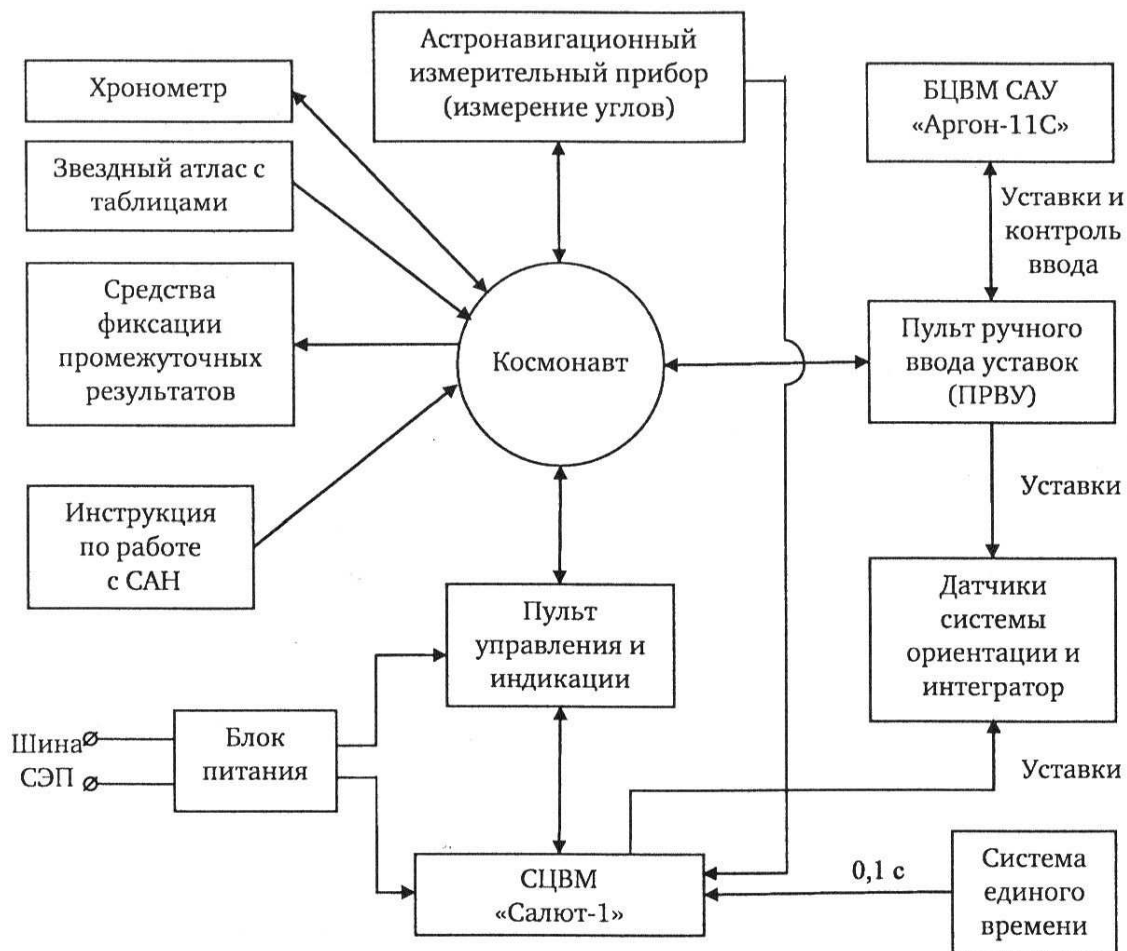 Астронавигационный
измерительный прибор
(измерение углов)
Хронометр
БЦВМ САУ
«Аргон-11С»
Звездный атлас с
таблицами
Уставки и
контроль
ввода
Средства
фиксации
промежуточных
результатов
Космонавт
Пульт ручного
ввода уставок
(ПРВУ)
Уставки
Инструкция
по работе
с САН
Датчики
системы
ориентации и
интегратор
Пульт
управления и
индикации
Шина
СЭП
Блок
питания
Уставки
СЦВМ
«Салют-1»
0,1 с
Система
единого
времени